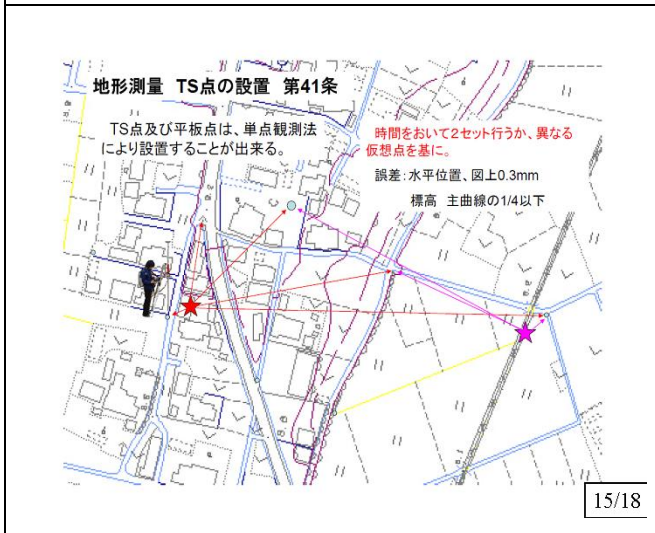 地形測量 TS点の設置 第41条
TS点及び平板点は、単点観測法
により設置することが出来る。
時間をおいて2セット行うか、異なる
仮想点を基に。
誤差:水平位置、図上0.3mm
標高 主曲線の1/4以下
15/18